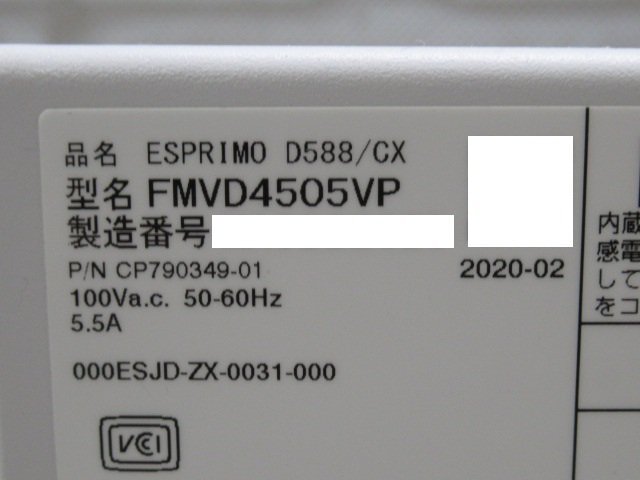 品名 ESPRIMO D588/CX
型名 FMVD4505VP
製造番号
P/N CP790349-01
2020-02
100Va.c. 50-60Hz
5.5A
000ESJD-ZX-0031-000
VCCI
内蔵
感電
して
をコ